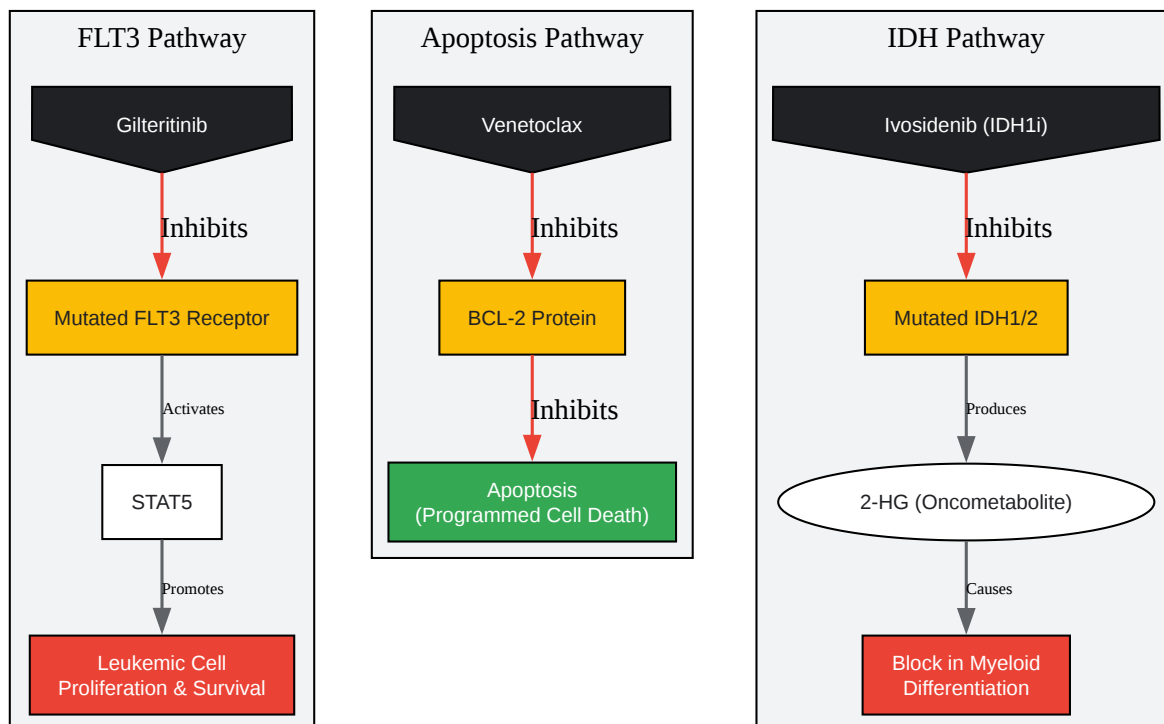 FLT3 Pathway
Gilteritinib
Inhibits
Mutated FLT3 Receptor
Activates
STAT5
Promotes
Leukemic Cell
Proliferation & Survival
Apoptosis Pathway
Venetoclax
Inhibits
BCL-2 Protein
Inhibits
Apoptosis
(Programmed Cell Death)
IDH Pathway
Ivosidenib (IDH1i)
Inhibits
Mutated IDH1/2
Produces
2-HG (Oncometabolite)
Causes
Block in Myeloid
Differentiation